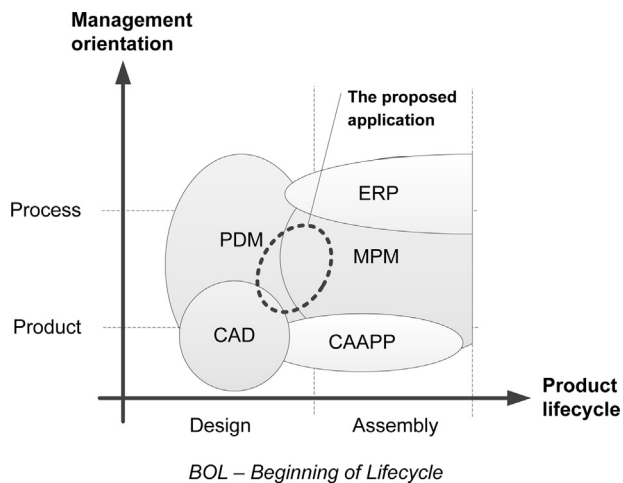 Management
orientation
The proposed
application
ERP
Process
PDM
MPM
Product
CAD
CAAPP
Product
lifecycle
Design
Assembly
BOL – Beginning of Lifecycle